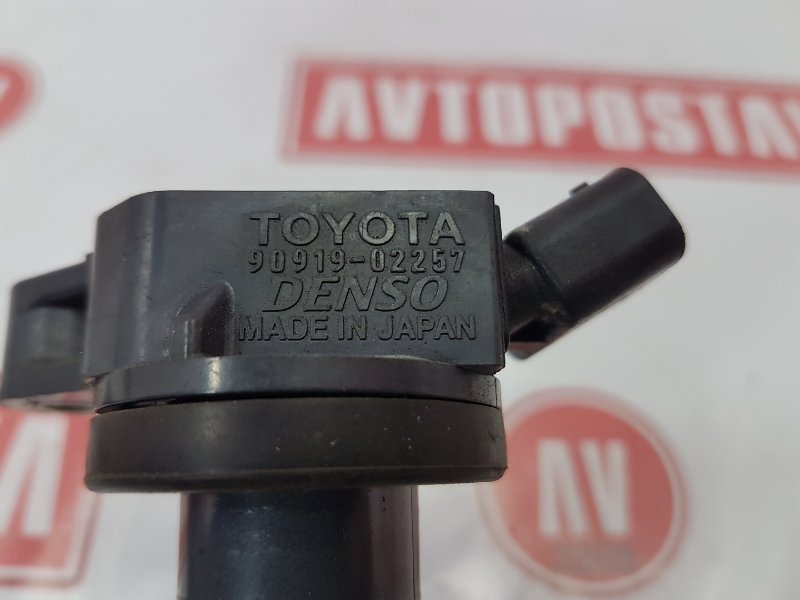 AVTOPOSTAV
TOYOTA
90919-02257
DENSO
MADE IN JAPAN
AV